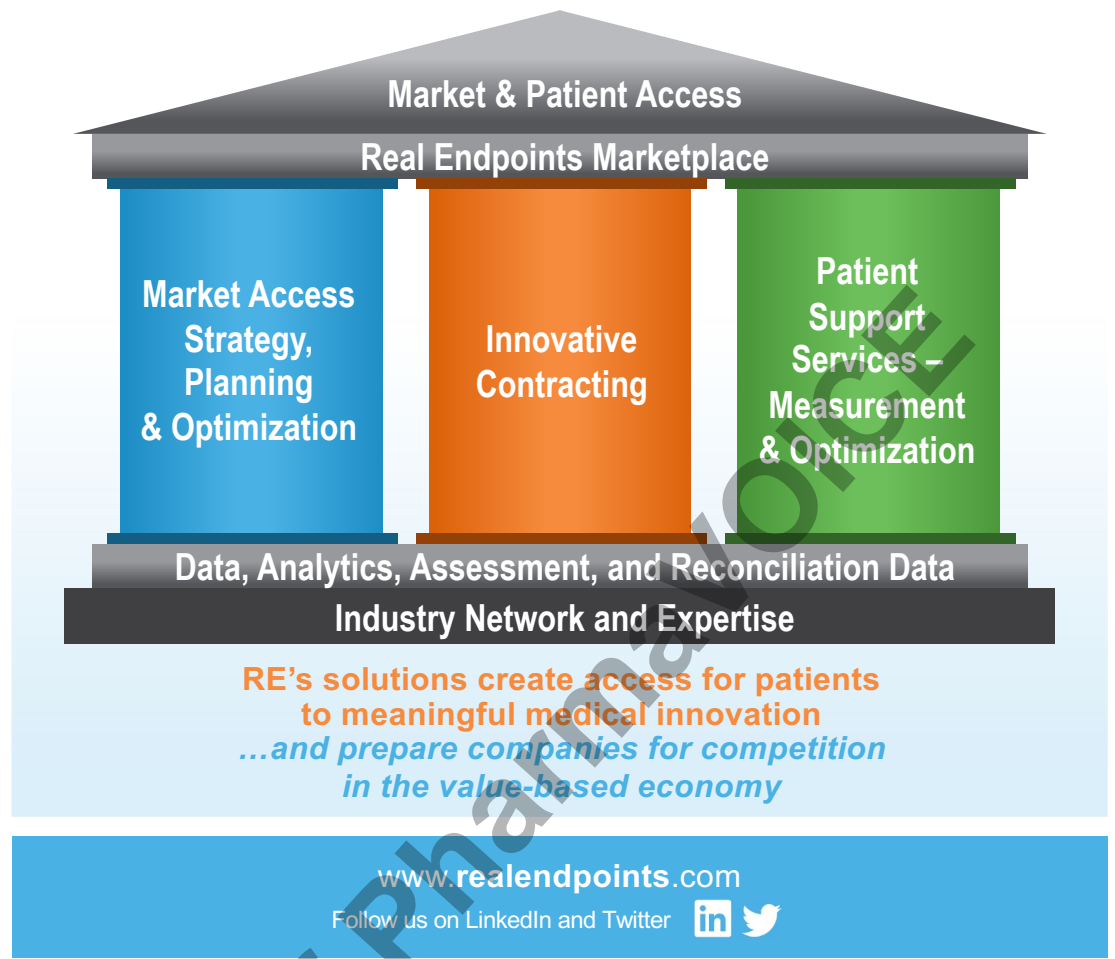 Market & Patient Access
Real Endpoints Marketplace
Market Access
Strategy,
Planning
& Optimization
Innovative
Contracting
Patient
Support
Services –
Measurement
& Optimization
Data, Analytics, Assessment, and Reconciliation Data
Industry Network and Expertise
RE’s solutions create access for patients
to meaningful medical innovation
…and prepare companies for competition
in the value-based economy
www.realendpoints.com
Follow us on LinkedIn and Twitter
in
PharmaVOICE